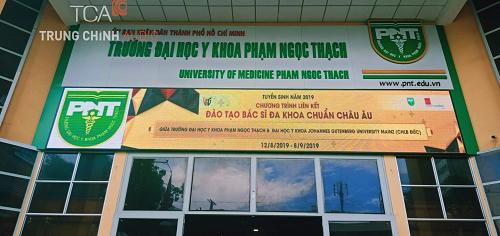 TCA
TRUNG CHINH
ỦY BAN NHÂN DÂN THÀNH PHỐ HỒ CHÍ MINH
TRƯỜNG ĐẠI HỌC Y KHOA PHẠM NGỌC THẠCH
UNIVERSITY OF MEDICINE PHAM NGOC THACH
PNT
www.pnt.edu.vn
PNT
TUYỂN SINH NĂM 2019
CHƯƠNG TRÌNH LIÊN KẾT
ĐÀO TẠO BÁC SĨ ĐA KHOA CHUẨN CHÂU ÂU
GIỮA TRƯỜNG ĐẠI HỌC Y KHOA PHẠM NGỌC THẠCH & ĐẠI HỌC Y KHOA JOHANNES GUTENBERG UNIVERSITY MAINZ (CHLB ĐỨC)
12/8/2019 - 8/9/2019